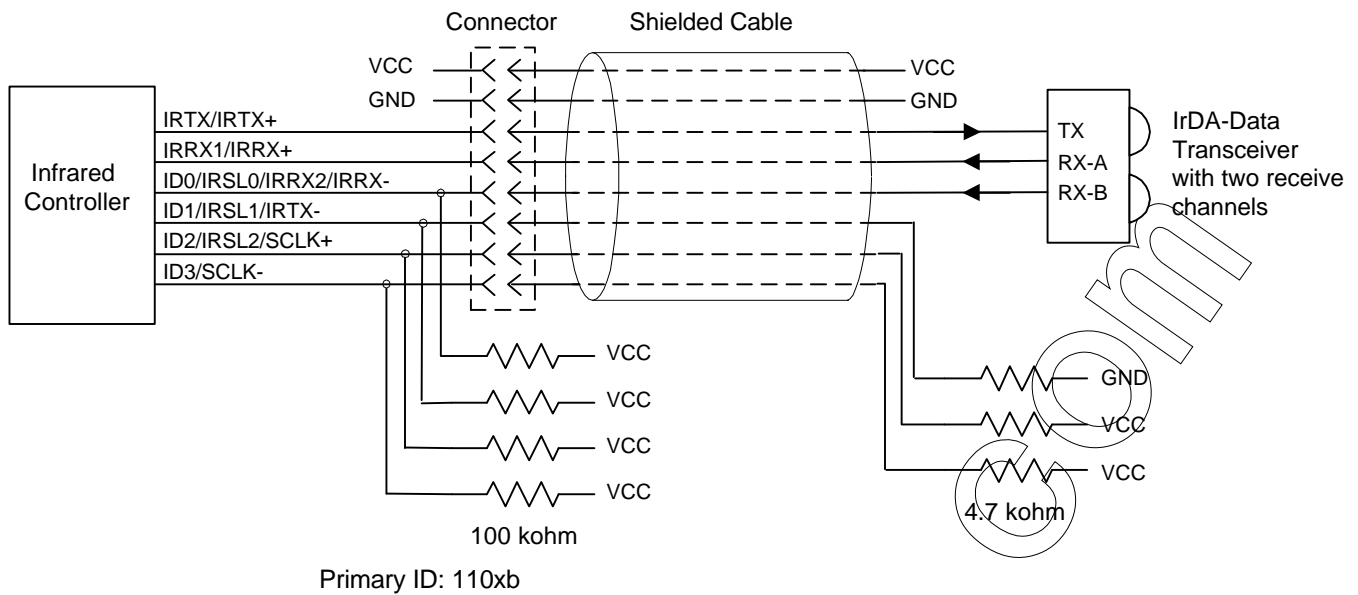 Connector
Shielded Cable
VCC
VCC
GND
GND
Infrared
Controller
IRTX/IRTX+
IRRX1/IRRX+
ID0/IRSL0/IRRX2/IRRX-
ID1/IRSL1/IRTX-
ID2/IRSL2/SCLK+
ID3/SCLK-
TX
RX-A
RX-B
IrDA-Data
Transceiver
with two receive
channels
VCC
VCC
VCC
VCC
100 kohm
GND
VCC
VCC
4.7 kohm
Primary ID: 110xb
com